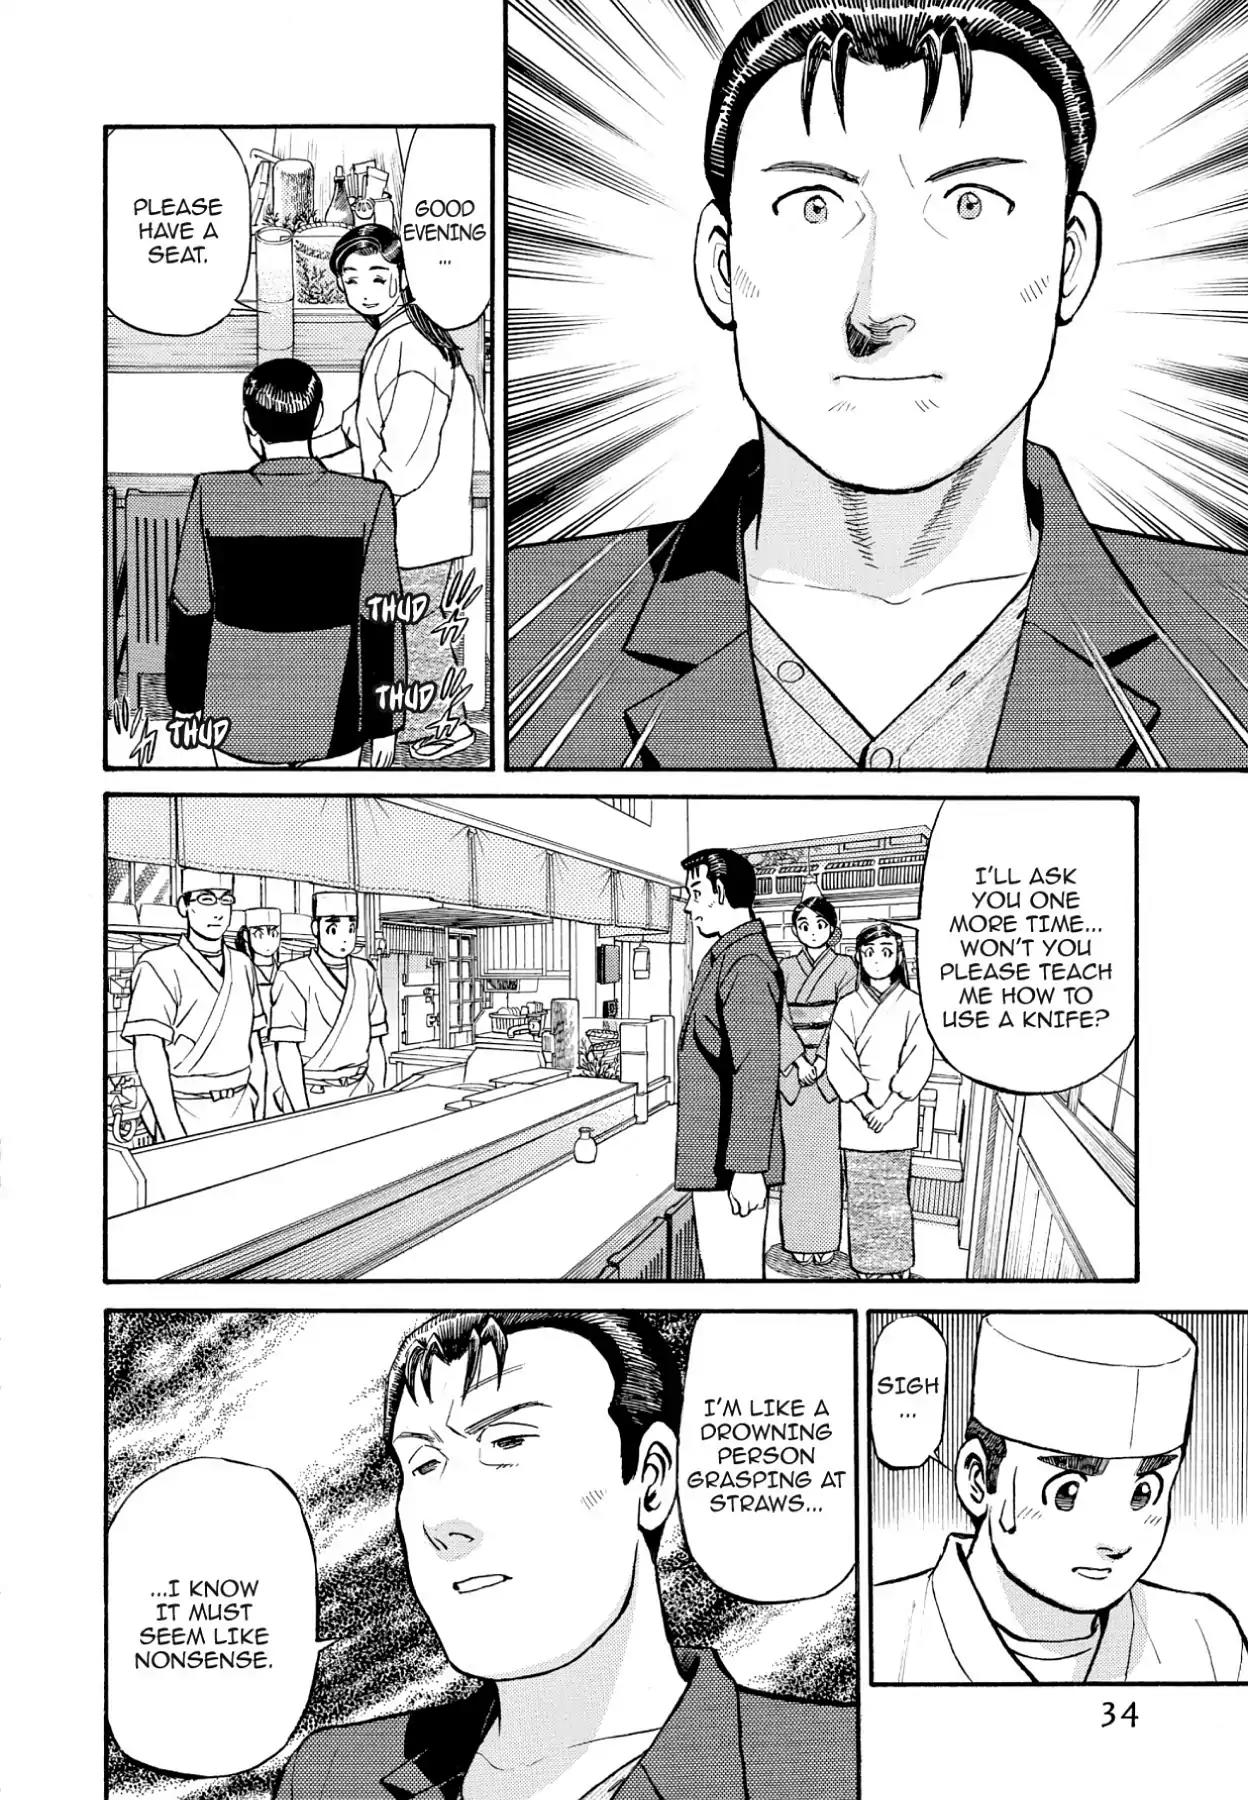 GOOD
EVENING
...
PLEASE
HAVE A
SEAT.
THUD
THUD
THUD
I'LL ASK
YOU ONE
MORE TIME...
WON'T YOU
PLEASE TEACH
ME HOW TO
USE A KNIFE?
SIGH
...
I'M LIKE A
DROWNING
PERSON
GRASPING AT
STRAWS...
...I KNOW
IT MUST
SEEM LIKE
NONSENSE.
34